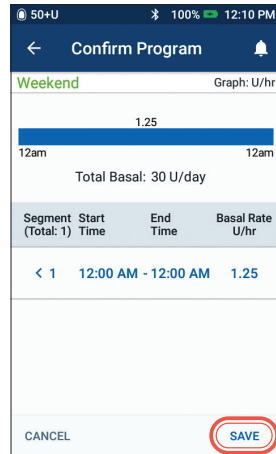 50+U 100% 12:10 PM
Confirm Program
Weekend Graph: U/hr
1.25
12am 12am
Total Basal: 30 U/day
Segment Start End Basal Rate
(Total: 1) Time Time U/hr
< 1 12:00 AM - 12:00 AM 1.25
CANCEL SAVE